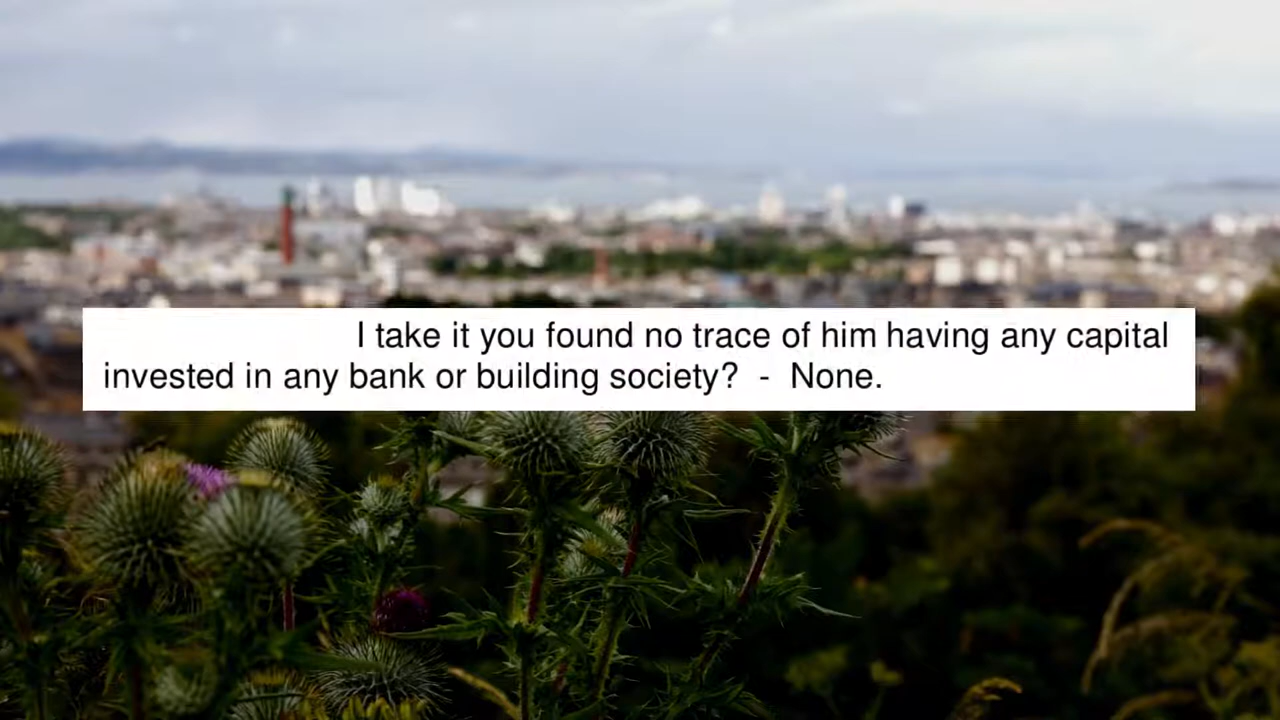 I take it you found no trace of him having any capital
invested in any bank or building society? - None.